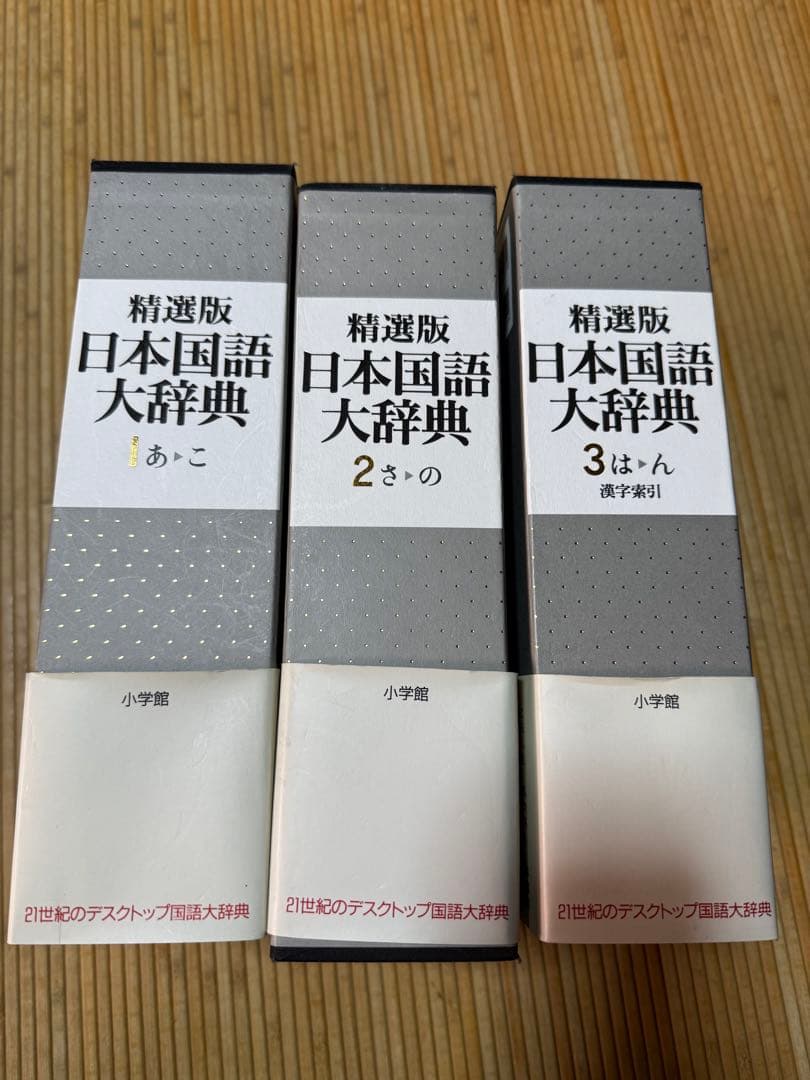 精選版
日本国語
大辞典
1あ▶こ
小学館
21世紀のデスクトップ国語大辞典
精選版
日本国語
大辞典
2さ▶の
小学館
21世紀のデスクトップ国語大辞典
精選版
日本国語
大辞典
3は▶ん
漢字索引
小学館
21世紀のデスクトップ国語大辞典